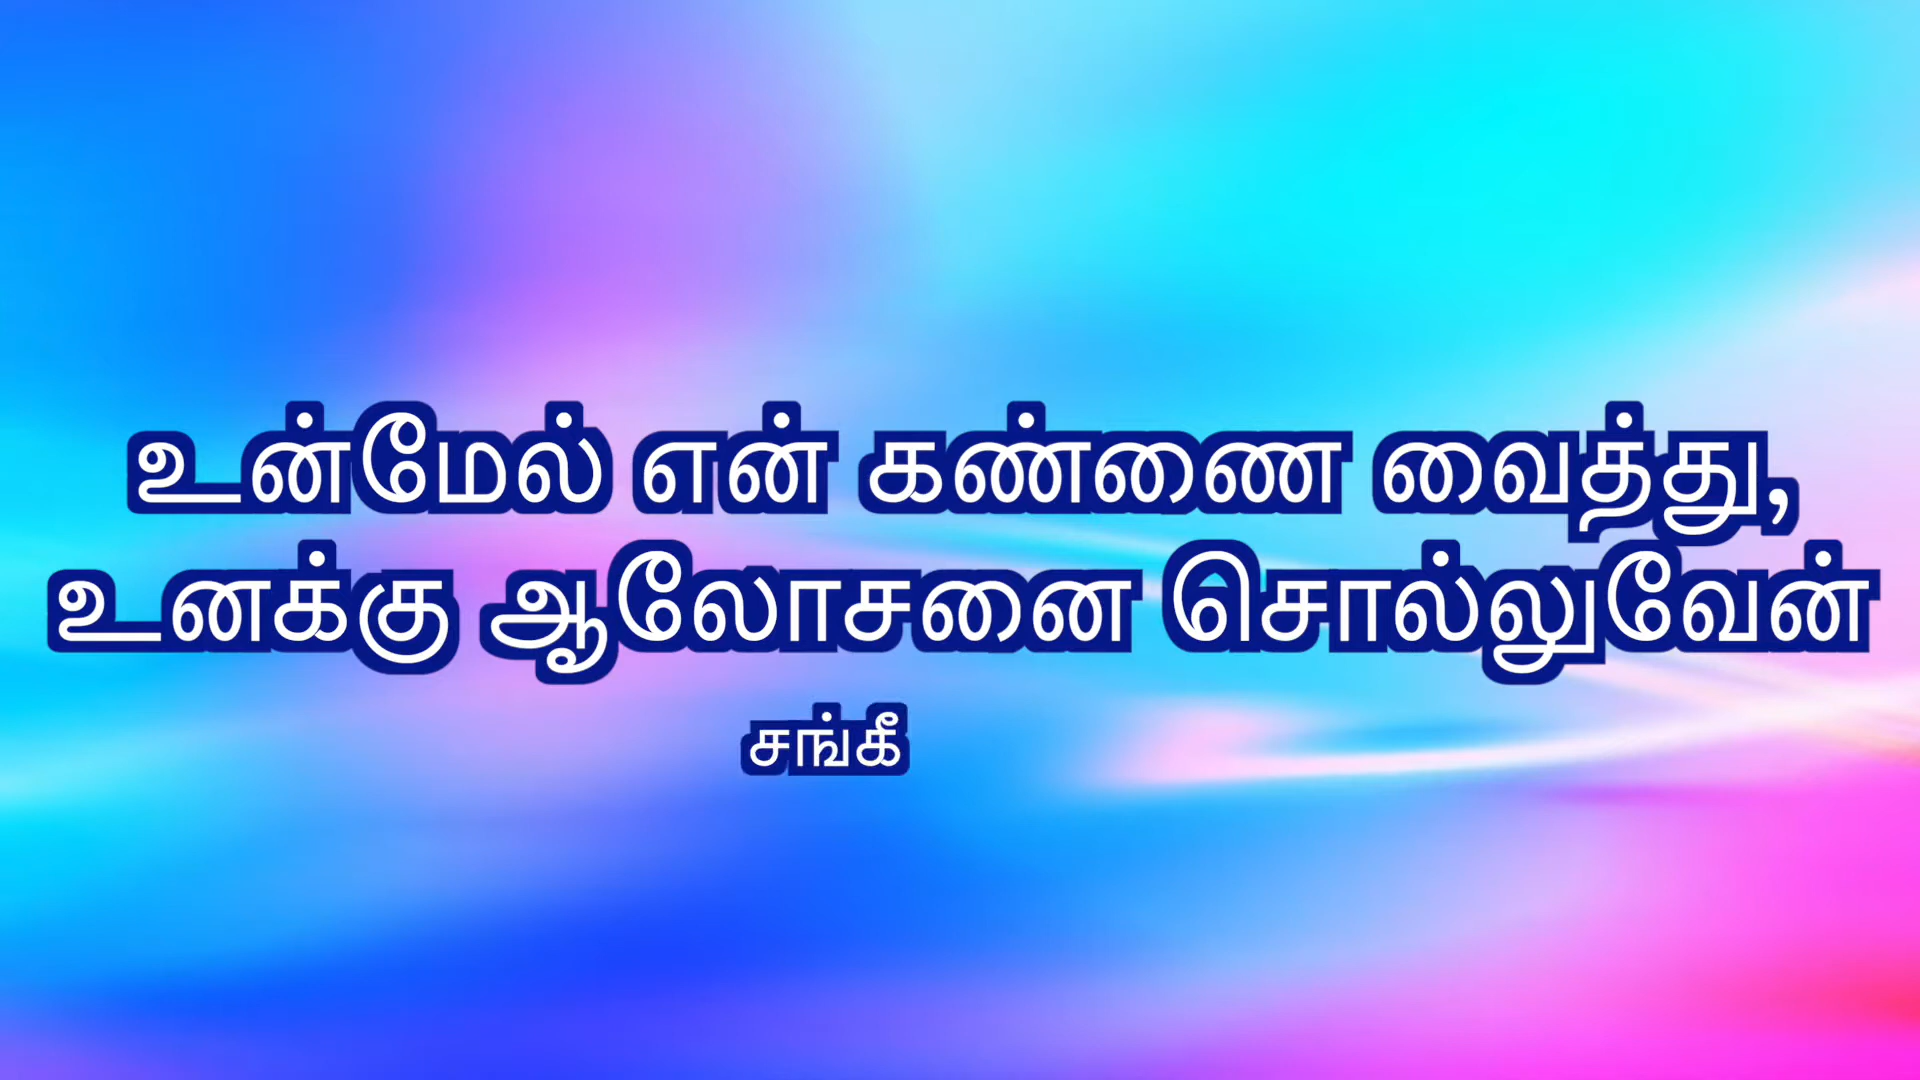 உன்மேல் என் கண்ணை வைத்து,
உனக்கு ஆலோசனை சொல்லுவேன்
சங்கீ